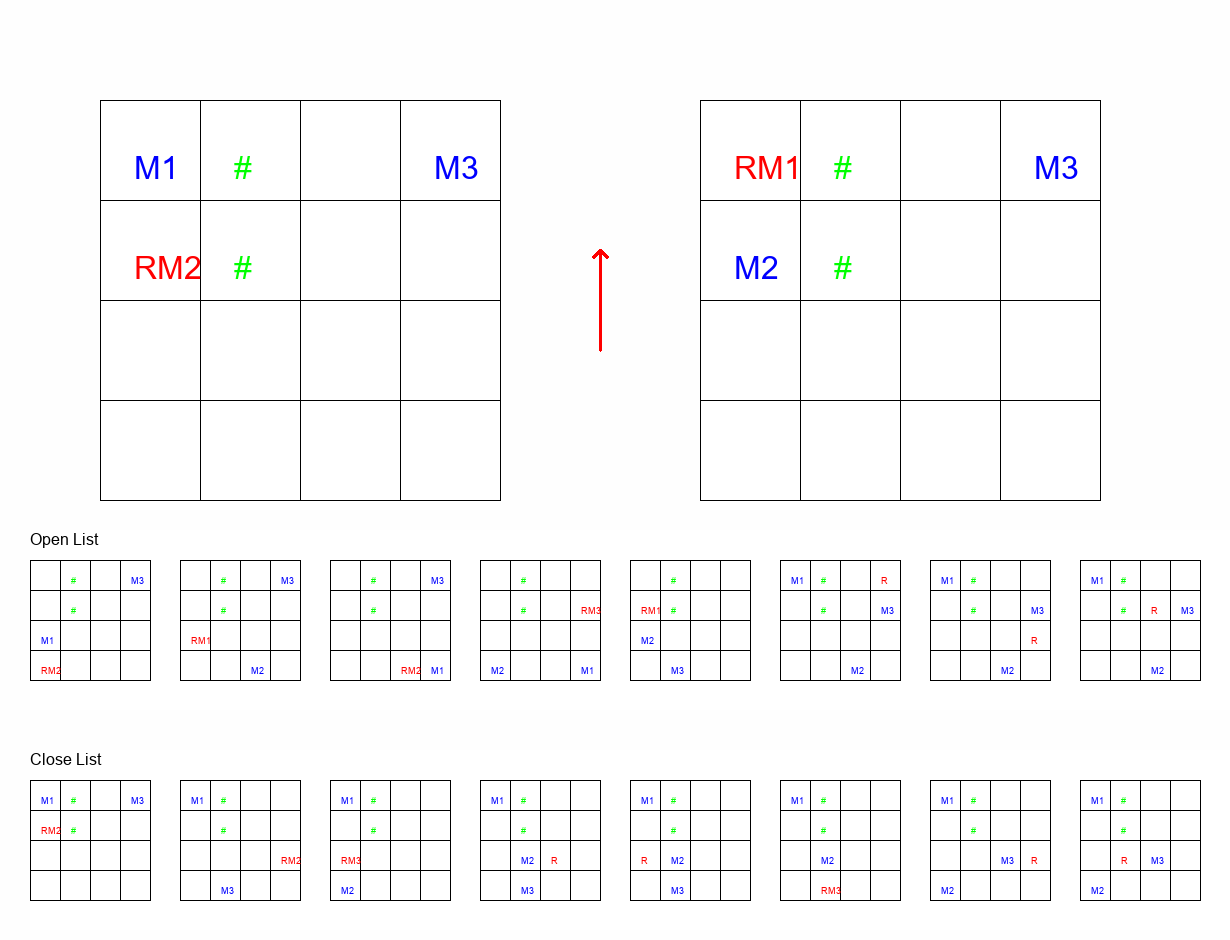 M1 # M3 RM1 # M3
RM2 # M2 #
Open List
# M3 # M3 # M3 # # M1 # R M1 # M1 #
# # # # RM3 RM1 # # M3 # M3 # R M3
M1 RM1 M2 R
RM2 M2 RM2 M1 M2 M1 M3 M2 M2 M2
Close List
M1 # M3 M1 # M1 # M1 # M1 # M1 # M1 # M1 #
RM2 # # # # # # # #
RM2 RM3 M2 R R M2 M2 M3 R R M3
M3 M2 M3 M3 RM3 M2 M2